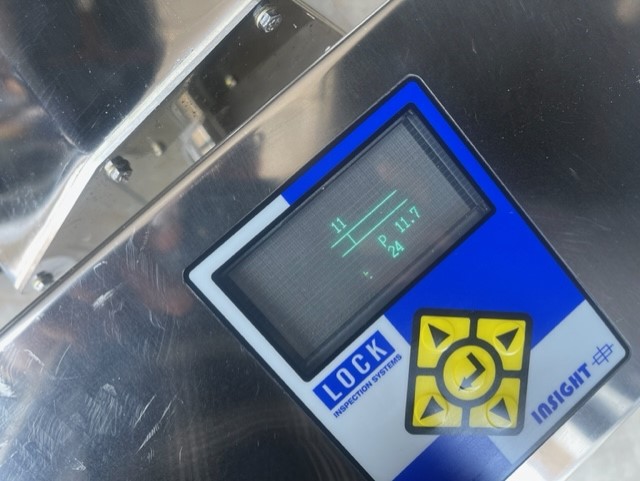 11
P 11.7
24
LOCK
INSPECTION SYSTEMS
INSIGHT